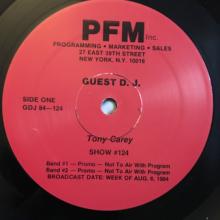 PFM Inc.
PROGRAMMING • MARKETING • SALES
27 EAST 39TH STREET
NEW YORK, N.Y. 10016
GUEST D. J.
SIDE ONE
GDJ 84—124
Tony Carey
SHOW #124
Band #1 — Promo — Not To Air With Program
Band #2 — Promo — Not To Air With Program
BROADCAST DATE: WEEK OF AUG. 6, 1984